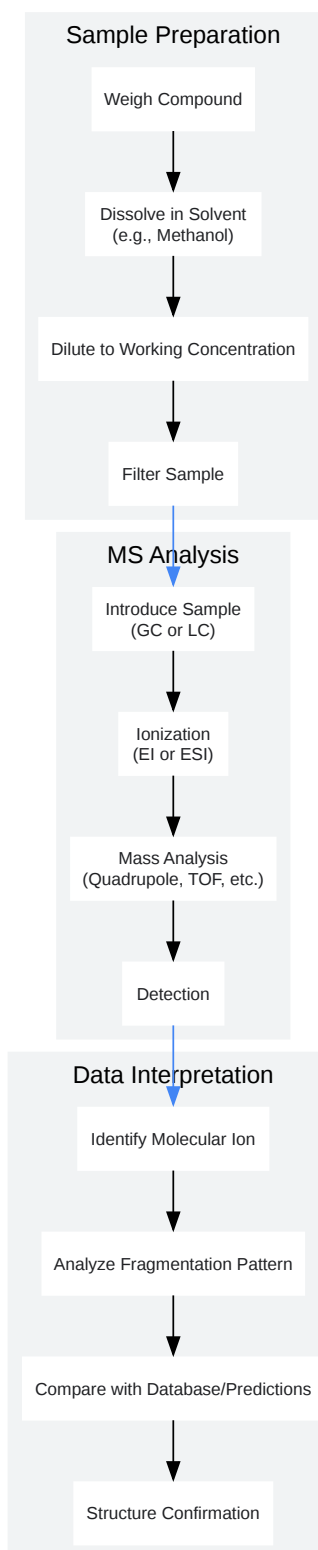 Sample Preparation
Weigh Compound
Dissolve in Solvent
(e.g., Methanol)
Dilute to Working Concentration
Filter Sample
MS Analysis
Introduce Sample
(GC or LC)
Ionization
(EI or ESI)
Mass Analysis
(Quadrupole, TOF, etc.)
Detection
Data Interpretation
Identify Molecular Ion
Analyze Fragmentation Pattern
Compare with Database/Predictions
Structure Confirmation